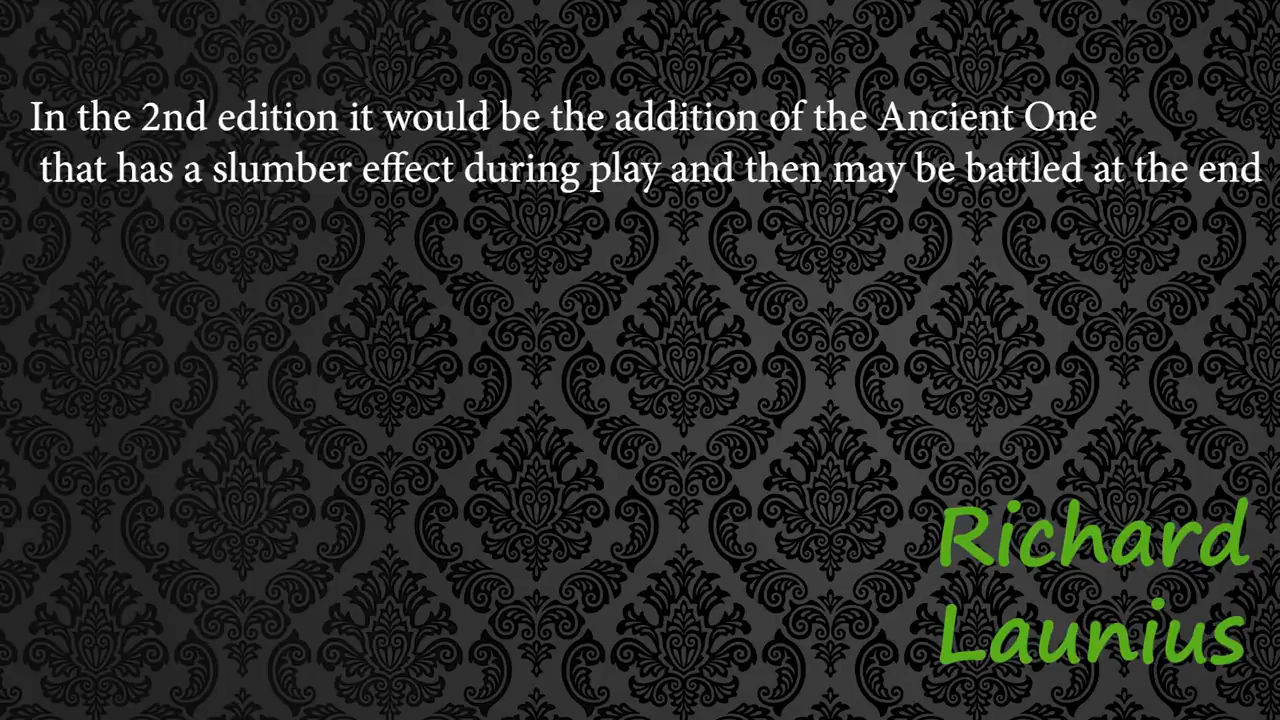 In the 2nd edition it would be the addition of the Ancient One
that has a slumber effect during play and then may be battled at the end
Richard
Launius